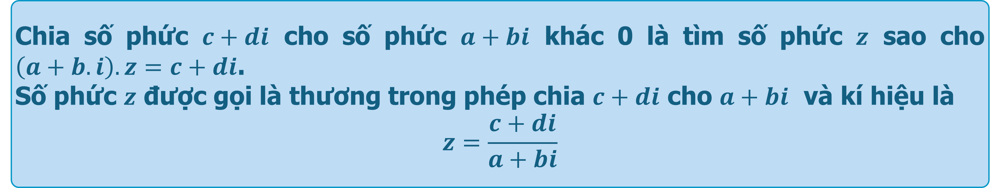 Chia số phức c + di cho số phức a + bi khác 0 là tìm số phức z sao cho
(a + b.i).z = c + di.
Số phức z được gọi là thương trong phép chia c + di cho a + bi và kí hiệu là
z = \frac{c + di}{a + bi}